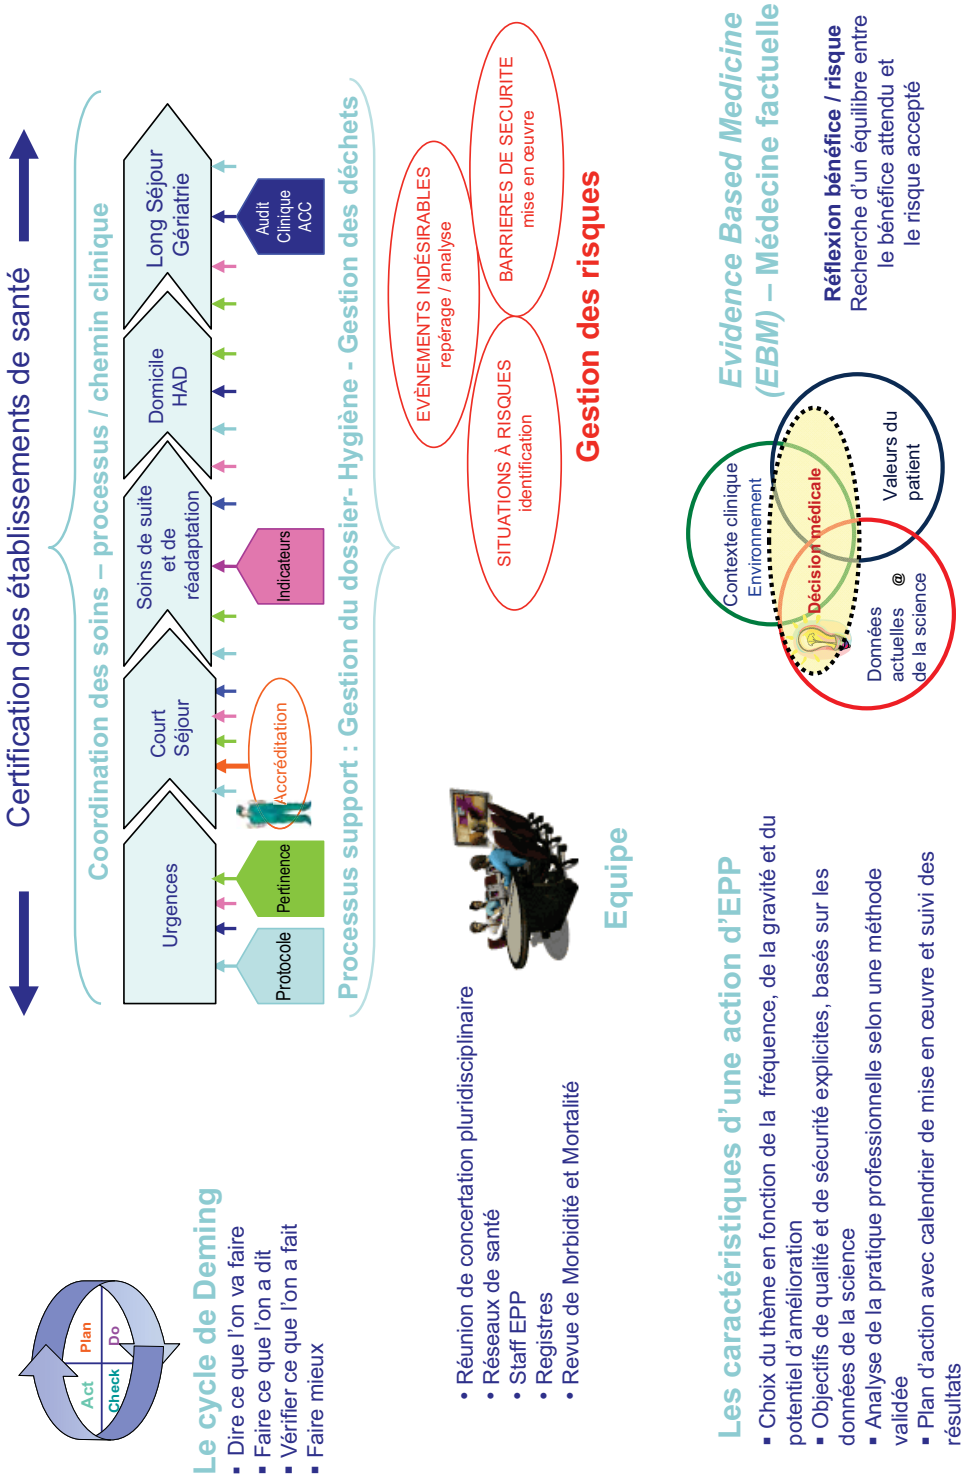 Act
Plan
Check
Do
Le cycle de Deming
▪ Dire ce que l'on va faire
▪ Faire ce que l'on a dit
▪ Vérifier ce que l'on a fait
▪ Faire mieux
Certification des établissements de santé
Coordination des soins – processus / chemin clinique
Urgences
Court
Séjour
Soins de suite
et de
réadaptation
Domicile
HAD
Long Séjour
Gériatrie
Protocole
Pertinence
Accréditation
Indicateurs
Audit
Clinique
ACC
Processus support : Gestion du dossier- Hygiène - Gestion des déchets
• Réunion de concertation pluridisciplinaire
• Réseaux de santé
• Staff EPP
• Registres
• Revue de Morbidité et Mortalité
Equipe
EVÈNEMENTS INDÉSIRABLES
repérage / analyse
SITUATIONS À RISQUES
identification
BARRIERES DE SECURITE
mise en œuvre
Gestion des risques
Les caractéristiques d'une action d'EPP
▪ Choix du thème en fonction de la fréquence, de la gravité et du
potentiel d'amélioration
▪ Objectifs de qualité et de sécurité explicites, basés sur les
données de la science
▪ Analyse de la pratique professionnelle selon une méthode
validée
▪ Plan d'action avec calendrier de mise en œuvre et suivi des
résultats
Contexte clinique
Environnement
Décision médicale
Données
actuelles @
de la science
Valeurs du
patient
Evidence Based Medicine
(EBM) – Médecine factuelle
Réflexion bénéfice / risque
Recherche d'un équilibre entre
le bénéfice attendu et
le risque accepté